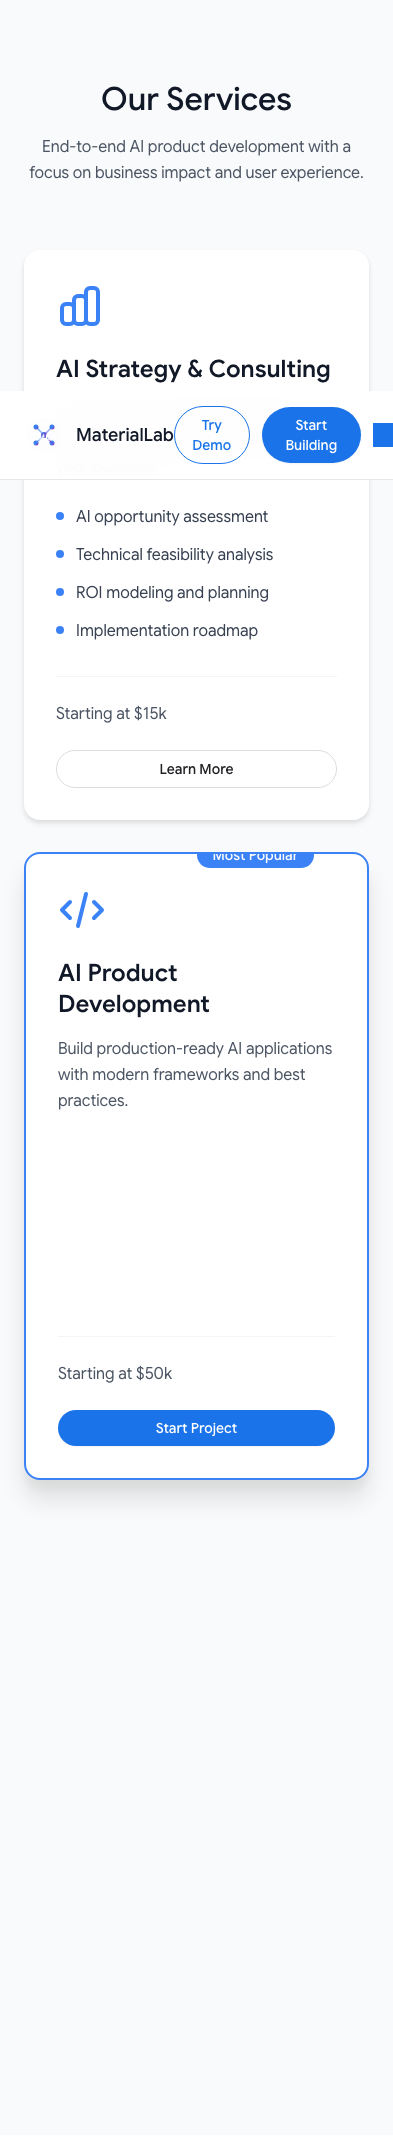 Our Services
End-to-end AI product development with a
focus on business impact and user experience.
AI Strategy & Consulting
MaterialLab
Try
Demo
Start
Building
AI opportunity assessment
Technical feasibility analysis
ROI modeling and planning
Implementation roadmap
Starting at $15k
Learn More
Most Popular
AI Product
Development
Build production-ready AI applications
with modern frameworks and best
practices.
Starting at $50k
Start Project